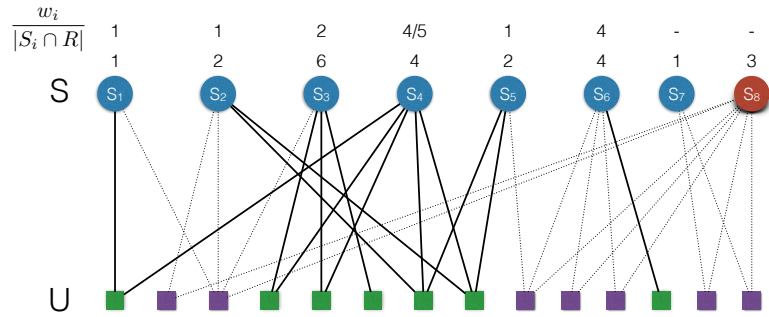 w_i
1 1 2 4/5 1 4 - -
|S_i ∩ R|
1 2 6 4 2 4 1 3
S S₁ S₂ S₃ S₄ S₅ S₆ S₇ S₈
U